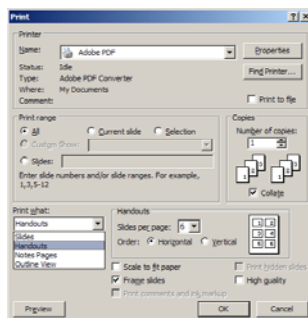 Print
Printer
Name: Adobe PDF
Properties
Status: Idle
Find Printer...
Type: Adobe PDF Converter
Where: My Documents
Comment:
Print to file
Print range
All
Current slide
Selection
Custom Show:
Slides:
Enter slide numbers and/or slide ranges. For example,
1,3,5-12
Copies
Number of copies:
1
Collate
Print what:
Handouts
Slides
Handouts
Notes Pages
Outline View
Handouts
Slides per page: 6
Order: Horizontal Vertical
Scale to fit paper
Frame slides
Print comments and ink markup
Print hidden slides
High quality
Preview
OK
Cancel